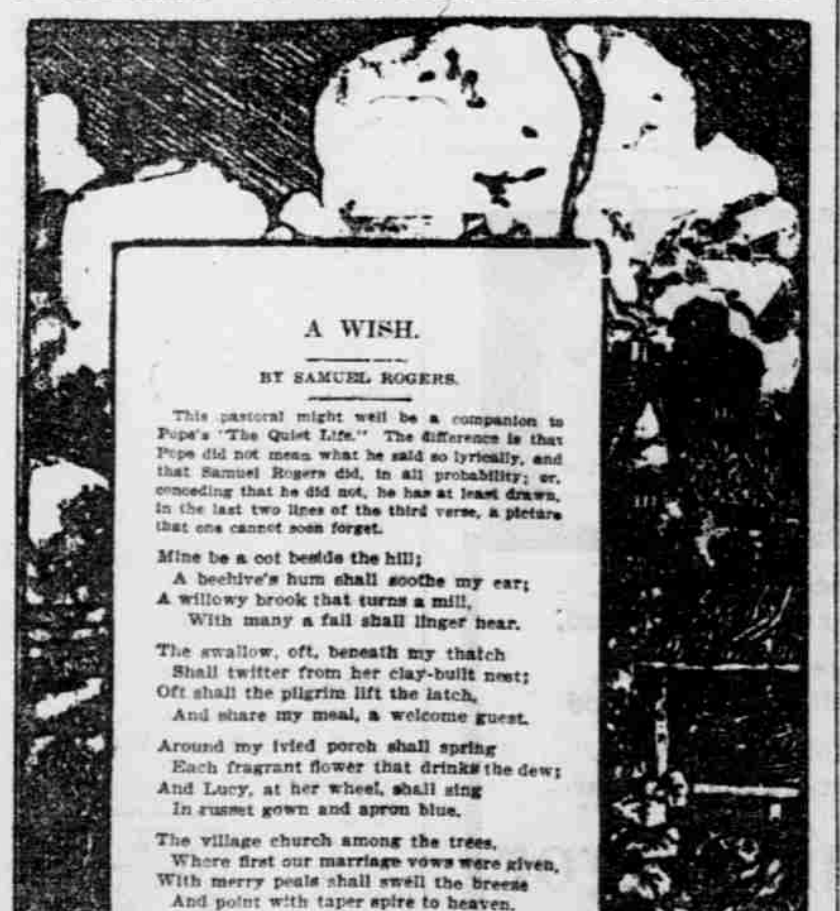 A WISH.
BY SAMUEL ROGERS.
This pastoral might well be a companion to
Pope's "The Quiet Life." The difference is that
Pope did not mean what he said so lyrically, and
that Samuel Rogers did, in all probability; or,
conceding that he did not, he has at least drawn,
in the last two lines of the third verse, a picture
that one cannot soon forget.
Mine be a cot beside the hill;
A beehive's hum shall soothe my ear;
A willowy brook that turns a mill,
With many a fall shall linger near.
The swallow, oft, beneath my thatch
Shall twitter from her clay-built nest;
Oft shall the pilgrim lift the latch,
And share my meal, a welcome guest.
Around my ivied porch shall spring
Each fragrant flower that drinks the dew;
And Lucy, at her wheel, shall sing
In russet gown and apron blue.
The village church among the trees,
Where first our marriage vows were given,
With merry peals shall swell the breeze
And point with taper spire to heaven.